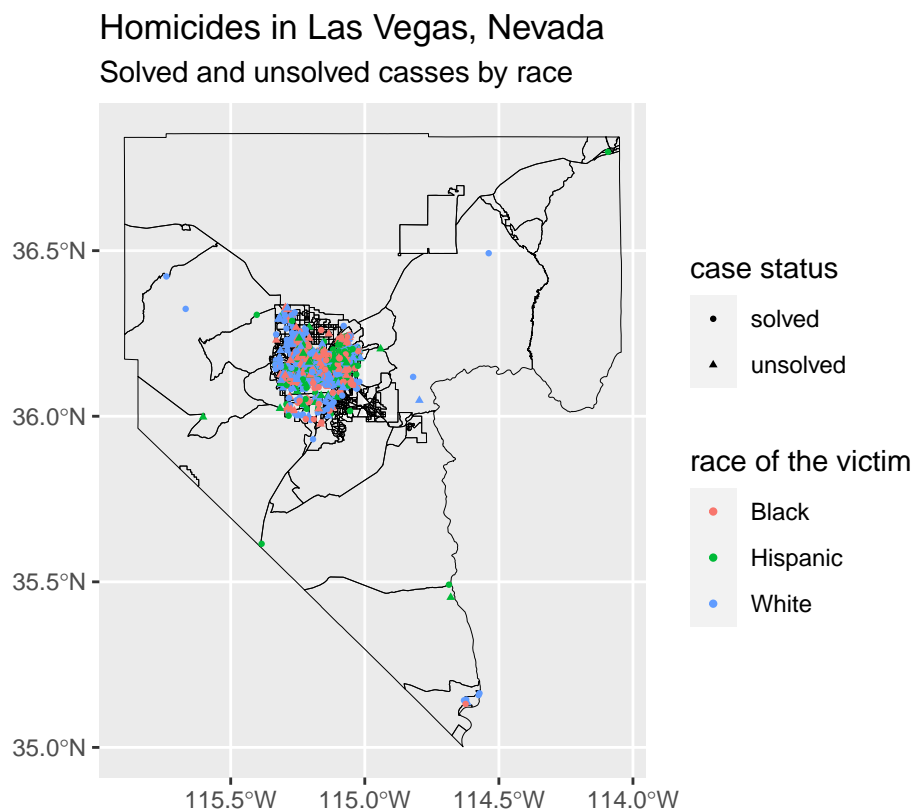 Homicides in Las Vegas, Nevada
Solved and unsolved casses by race
36.5°N
36.0°N
35.5°N
35.0°N
115.5°W
115.0°W
114.5°W
114.0°W
case status
solved
unsolved
race of the victim
Black
Hispanic
White